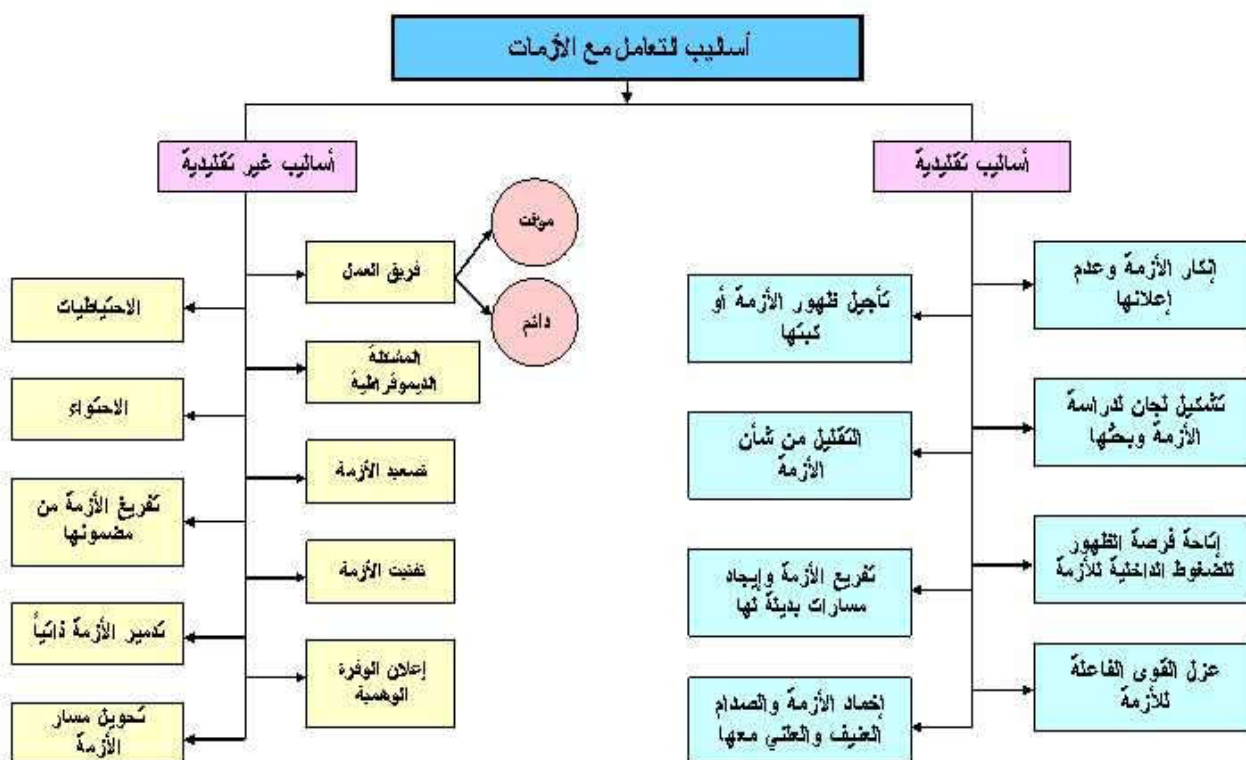 أساليب التعامل مع الأزمات
أساليب تقليدية
أساليب غير تقليدية
إنكار الأزمة وعدم
إعلانها
تأجيل ظهور الأزمة أو
كبتها
تشكيل لجان لدراسة
الأزمة وبحثها
التقليل من شأن
الأزمة
إتاحة فرصة الظهور
للضغوط الداخلية للأزمة
تفريع الأزمة وإيجاد
مسارات بديلة لها
عزل القوى الفاعلة
للأزمة
إخماد الأزمة والصدام
العنيف والعلني معها
فريق العمل
موقت
دائم
الاحتياطيات
المشكلة
الديموقراطية
الاحتواء
تصعيد الأزمة
تفريغ الأزمة من
مضمونها
تفتيت الأزمة
تدمير الأزمة ذاتياً
إعلان الوفرة
الوهمية
تحويل مسار
الأزمة